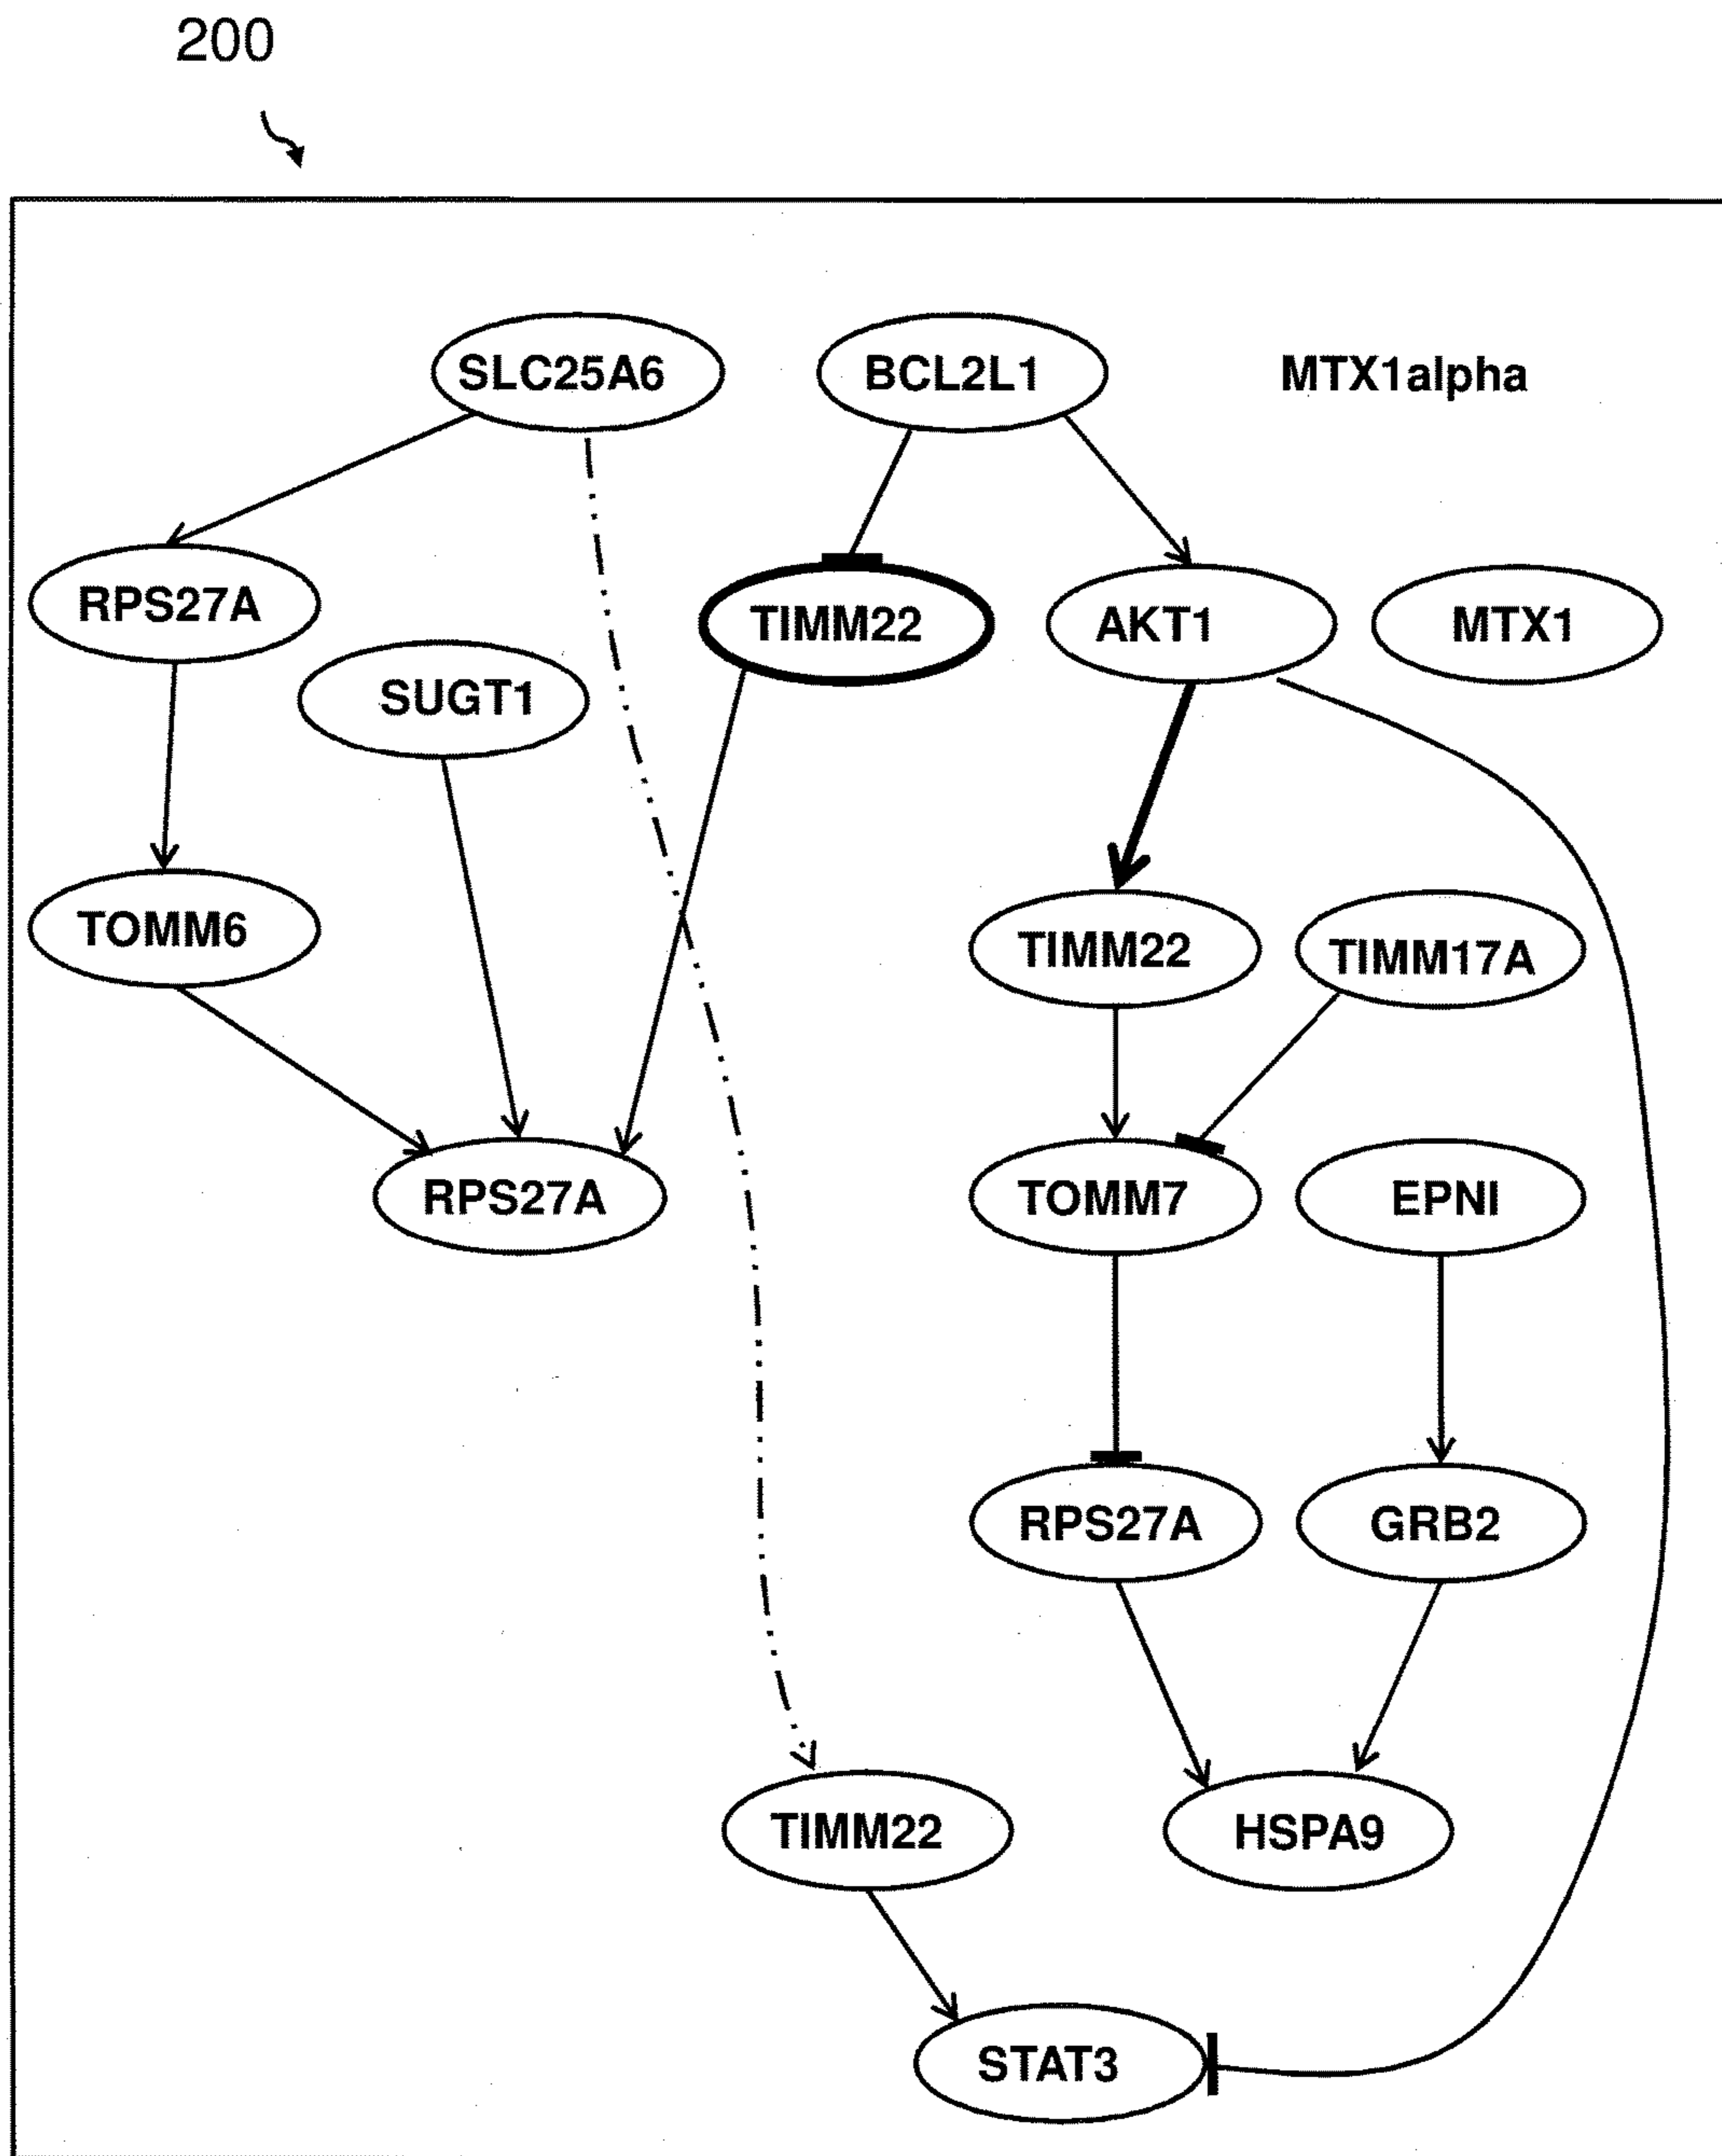 200
SLC25A6
BCL2L1
MTX1alpha
RPS27A
TIMM22
AKT1
MTX1
SUGT1
TOMM6
TIMM22
TIMM17A
RPS27A
TOMM7
EPNI
RPS27A
GRB2
TIMM22
HSPA9
STAT3